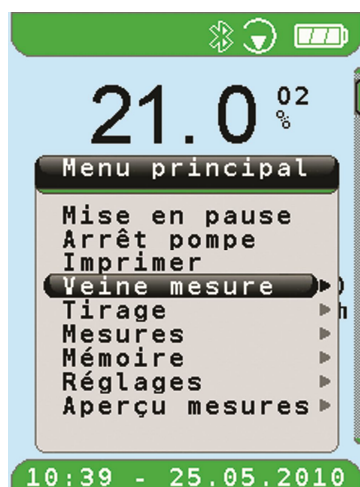 21.0 O2
%
Menu principal
Mise en pause
Arrêt pompe
Imprimer
Veine mesure
Tirage
Mesures
Mémoire
Réglages
Aperçu mesures
10:39 - 25.05.2010